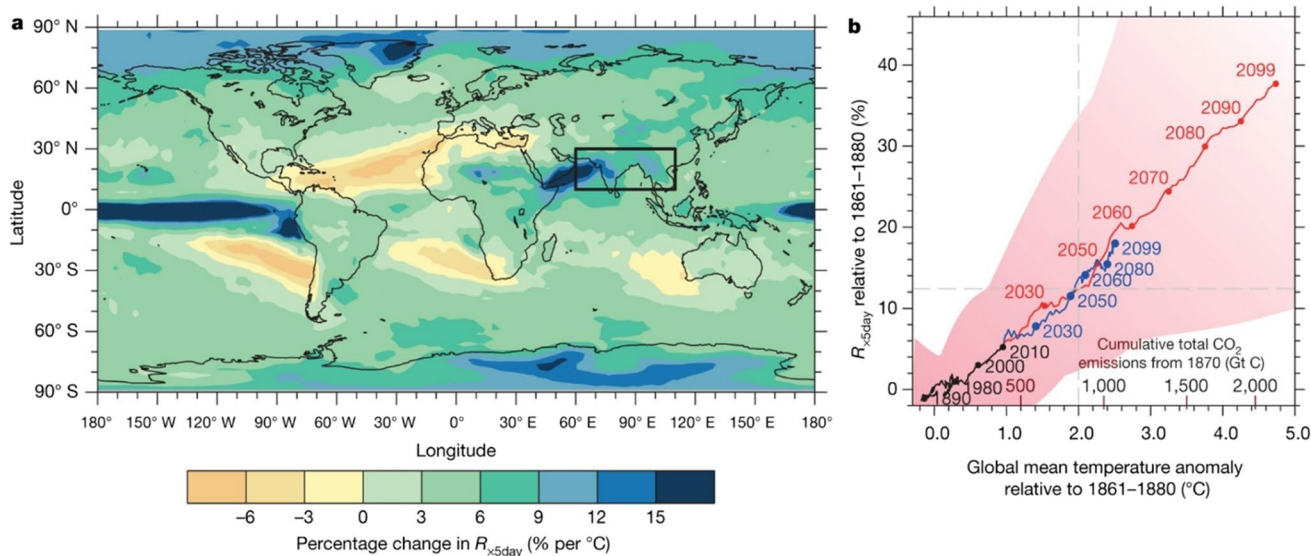 a
90° N
60° N
30° N
0°
30° S
60° S
90° S
Latitude
180° 150° W 120° W 90° W 60° W 30° W 0° 30° E 60° E 90° E 120° E 150° E 180°
Longitude
–6 –3 0 3 6 9 12 15
Percentage change in R×5day (% per °C)
b
R×5day relative to 1861–1880 (%)
40
30
20
10
0
2099
2090
2080
2070
2060
2050
2099
2080
2060
2030
2050
2030
Cumulative total CO2
emissions from 1870 (Gt C)
2010
2000
1,000 1,500 2,000
1980 500
1890
0.0 1.0 2.0 3.0 4.0 5.0
Global mean temperature anomaly
relative to 1861–1880 (°C)